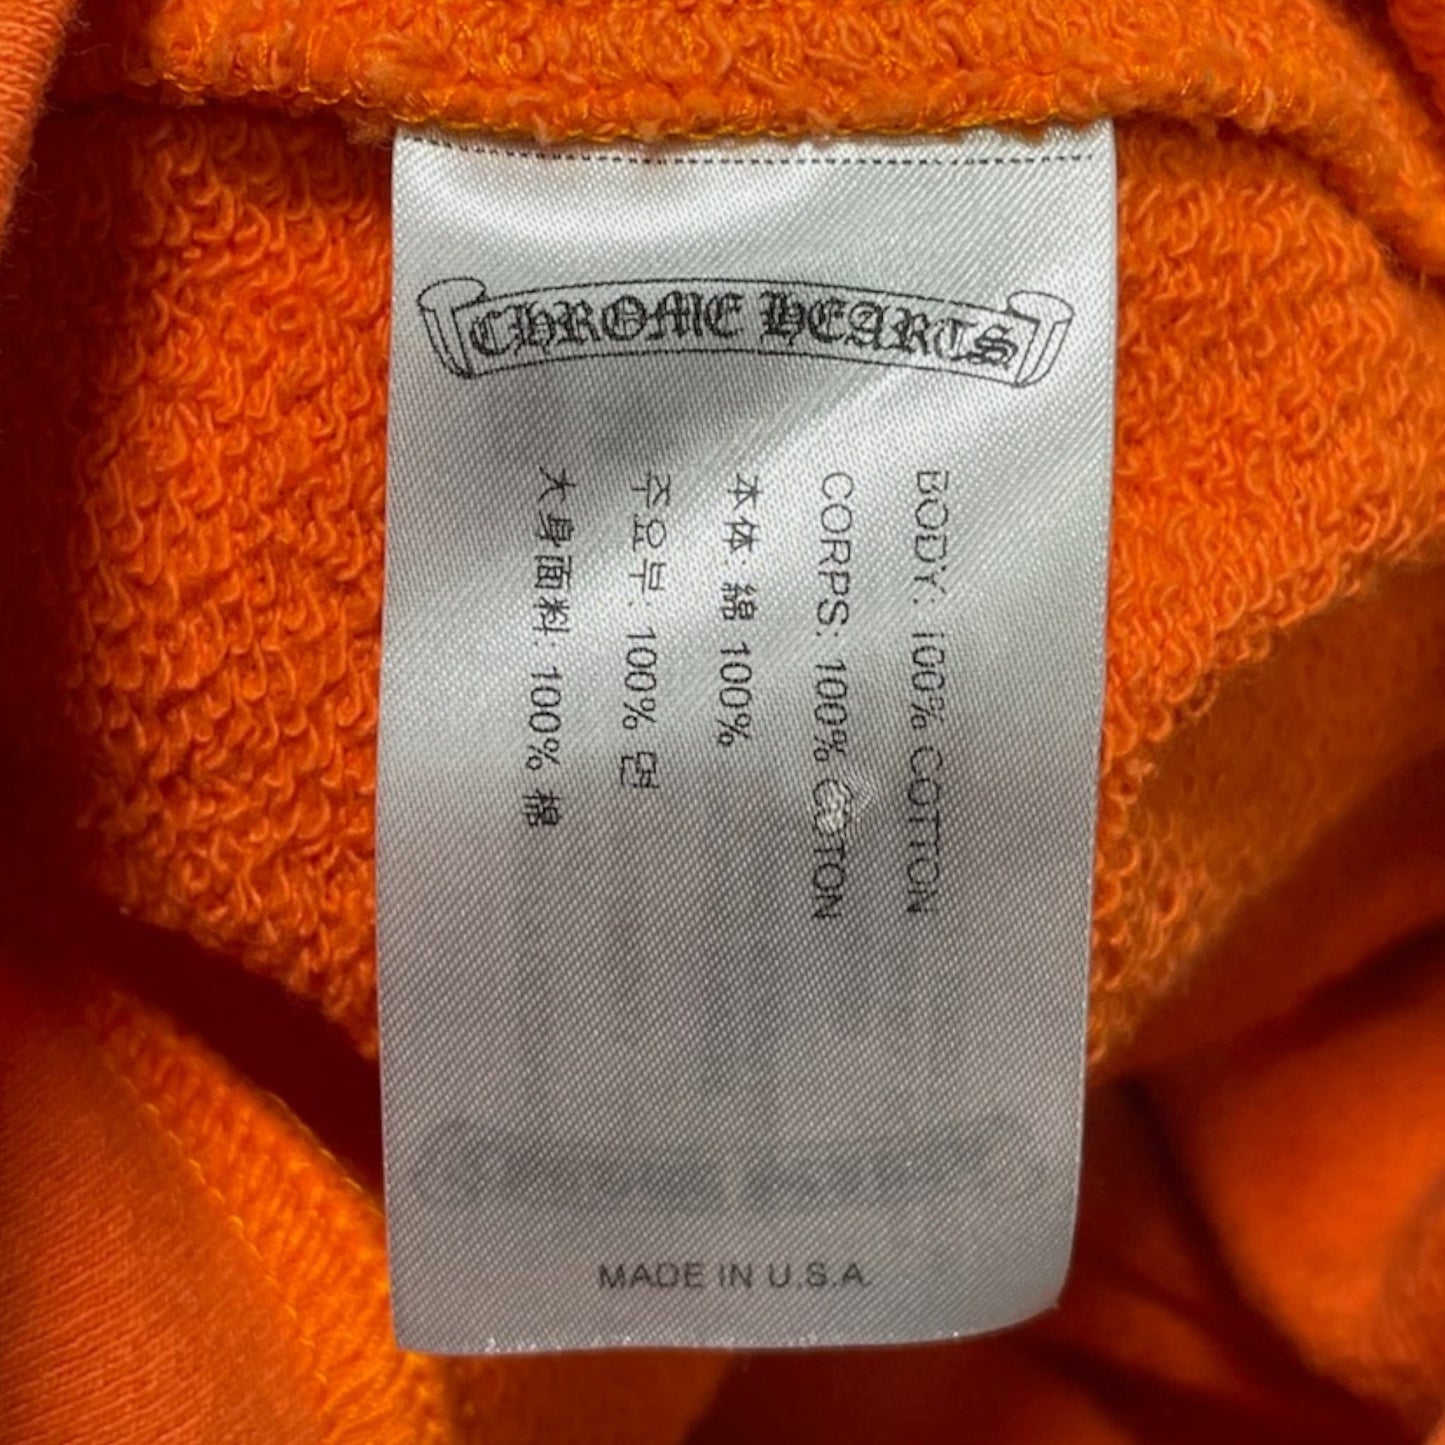 CHROME HEARTS
BODY: 100% COTTON
CORPS: 100% COTTON
本体: 綿 100%
주요부: 100% 면
大身面料: 100% 棉
MADE IN U.S.A.